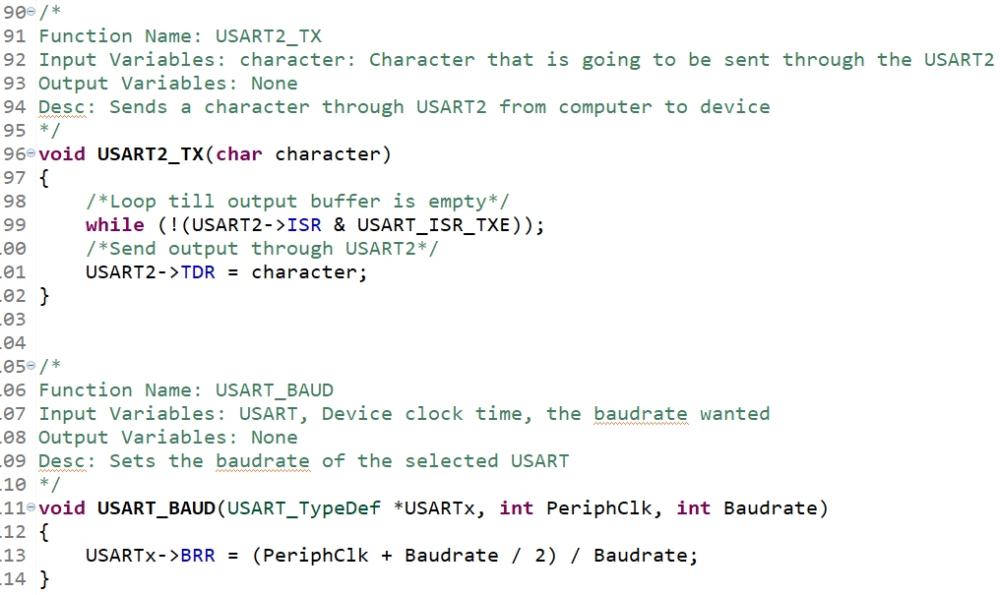 90 /*
91 Function Name: USART2_TX
92 Input Variables: character: Character that is going to be sent through the USART2
93 Output Variables: None
94 Desc: Sends a character through USART2 from computer to device
95 */
96 void USART2_TX(char character)
97 {
98     /*Loop till output buffer is empty*/
99     while (!(USART2->ISR & USART_ISR_TXE));
00     /*Send output through USART2*/
01     USART2->TDR = character;
02 }
03
04
05 /*
06 Function Name: USART_BAUD
07 Input Variables: USART, Device clock time, the baudrate wanted
08 Output Variables: None
09 Desc: Sets the baudrate of the selected USART
10 */
11 void USART_BAUD(USART_TypeDef *USARTx, int PeriphClk, int Baudrate)
12 {
13     USARTx->BRR = (PeriphClk + Baudrate / 2) / Baudrate;
14 }